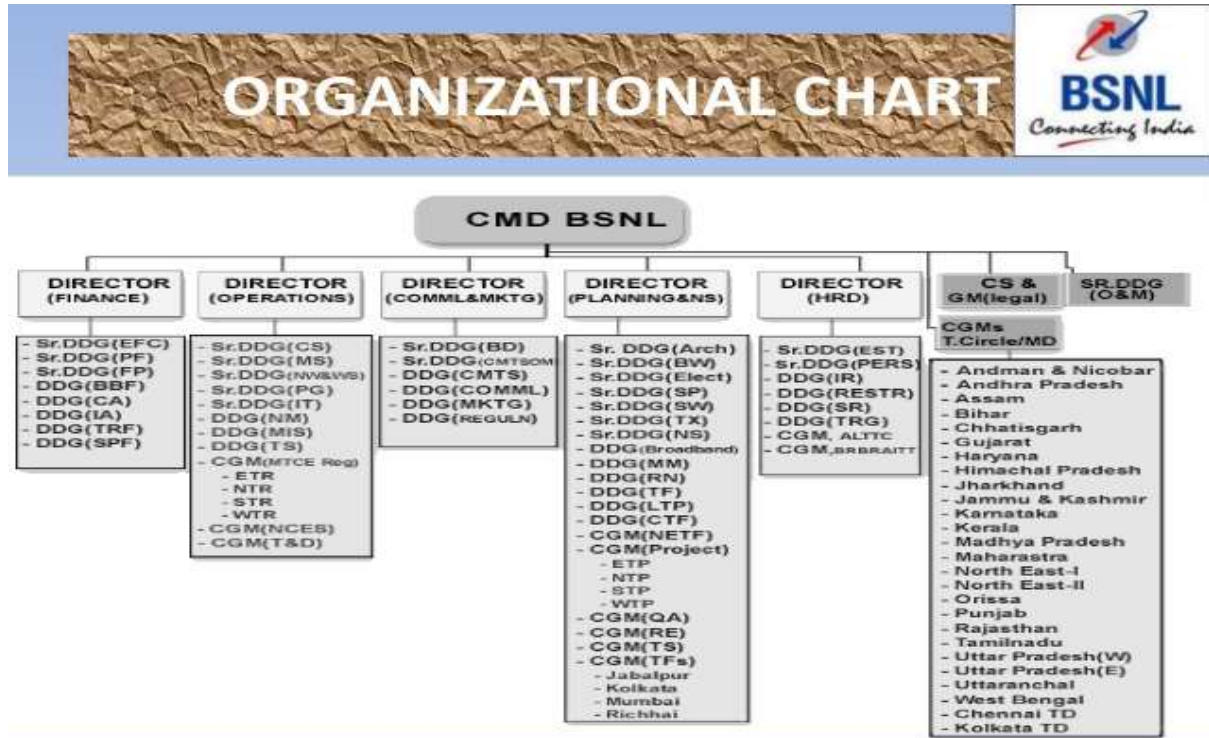 ORGANIZATIONAL CHART
BSNL
Connecting India
CMD BSNL
DIRECTOR
(FINANCE)
- Sr.DDG(EFC)
- Sr.DDG(PF)
- Sr.DDG(FP)
- DDG(BBF)
- DDG(CA)
- DDG(IA)
- DDG(TRF)
- DDG(SPF)
DIRECTOR
(OPERATIONS)
- Sr.DDG(CS)
- Sr.DDG(MS)
- Sr.DDG(NW&WS)
- Sr.DDG(PG)
- Sr.DDG(IT)
- DDG(NM)
- DDG(MIS)
- DDG(TS)
- CGM(MTCE Reg)
- ETR
- NTR
- STR
- WTR
- CGM(NCES)
- CGM(T&D)
DIRECTOR
(COMML&MKTG)
- Sr.DDG(BD)
- Sr.DDG(CMTSOM)
- DDG(CMTS)
- DDG(COMML)
- DDG(MKTG)
- DDG(REGULN)
DIRECTOR
(PLANNING&NS)
- Sr. DDG(Arch)
- Sr.DDG(BW)
- Sr.DDG(Elect)
- Sr.DDG(SP)
- Sr.DDG(SW)
- Sr.DDG(TX)
- Sr.DDG(NS)
- DDG(Broadband)
- DDG(MM)
- DDG(RN)
- DDG(TF)
- DDG(LTP)
- DDG(CTF)
- CGM(NETF)
- CGM(Project)
- ETP
- NTP
- STP
- WTP
- CGM(QA)
- CGM(RE)
- CGM(TS)
- CGM(TFs)
- Jabalpur
- Kolkata
- Mumbai
- Richhai
DIRECTOR
(HRD)
- Sr.DDG(EST)
- Sr.DDG(PERS)
- DDG(IR)
- DDG(RESTR)
- DDG(SR)
- DDG(TRG)
- CGM, ALTTC
- CGM,BRBRAITT
CS &
GM(legal)
SR.DDG
(O&M)
CGMs
T.Circle/MD
- Andman & Nicobar
- Andhra Pradesh
- Assam
- Bihar
- Chhatisgarh
- Gujarat
- Haryana
- Himachal Pradesh
- Jharkhand
- Jammu & Kashmir
- Karnataka
- Kerala
- Madhya Pradesh
- Maharastra
- North East-I
- North East-II
- Orissa
- Punjab
- Rajasthan
- Tamilnadu
- Uttar Pradesh(W)
- Uttar Pradesh(E)
- Uttaranchal
- West Bengal
- Chennai TD
- Kolkata TD